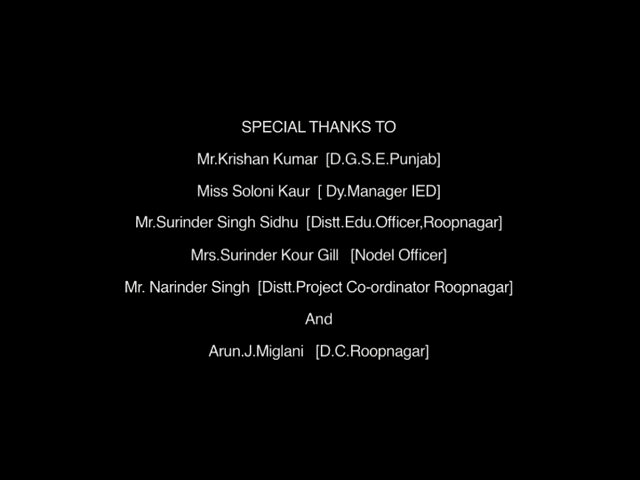 SPECIAL THANKS TO
Mr.Krishan Kumar [D.G.S.E.Punjab]
Miss Soloni Kaur [ Dy.Manager IED]
Mr.Surinder Singh Sidhu [Distt.Edu.Officer,Roopnagar]
Mrs.Surinder Kour Gill [Nodel Officer]
Mr. Narinder Singh [Distt.Project Co-ordinator Roopnagar]
And
Arun.J.Miglani [D.C.Roopnagar]